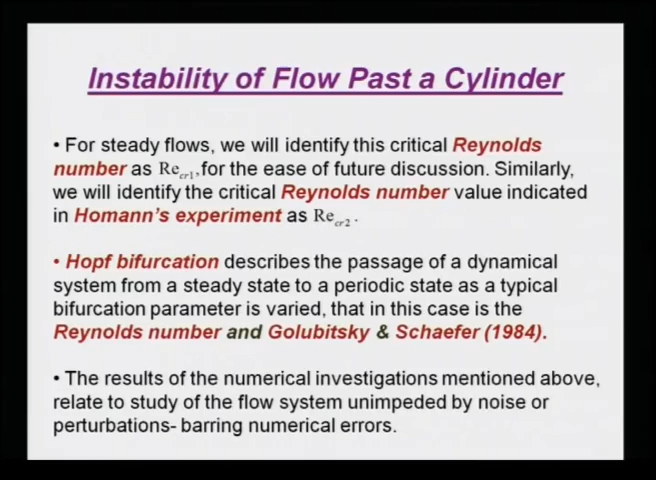 Instability of Flow Past a Cylinder
• For steady flows, we will identify this critical Reynolds
number as Re_cr1, for the ease of future discussion. Similarly,
we will identify the critical Reynolds number value indicated
in Homann's experiment as Re_cr2.
• Hopf bifurcation describes the passage of a dynamical
system from a steady state to a periodic state as a typical
bifurcation parameter is varied, that in this case is the
Reynolds number and Golubitsky & Schaefer (1984).
• The results of the numerical investigations mentioned above,
relate to study of the flow system unimpeded by noise or
perturbations- barring numerical errors.